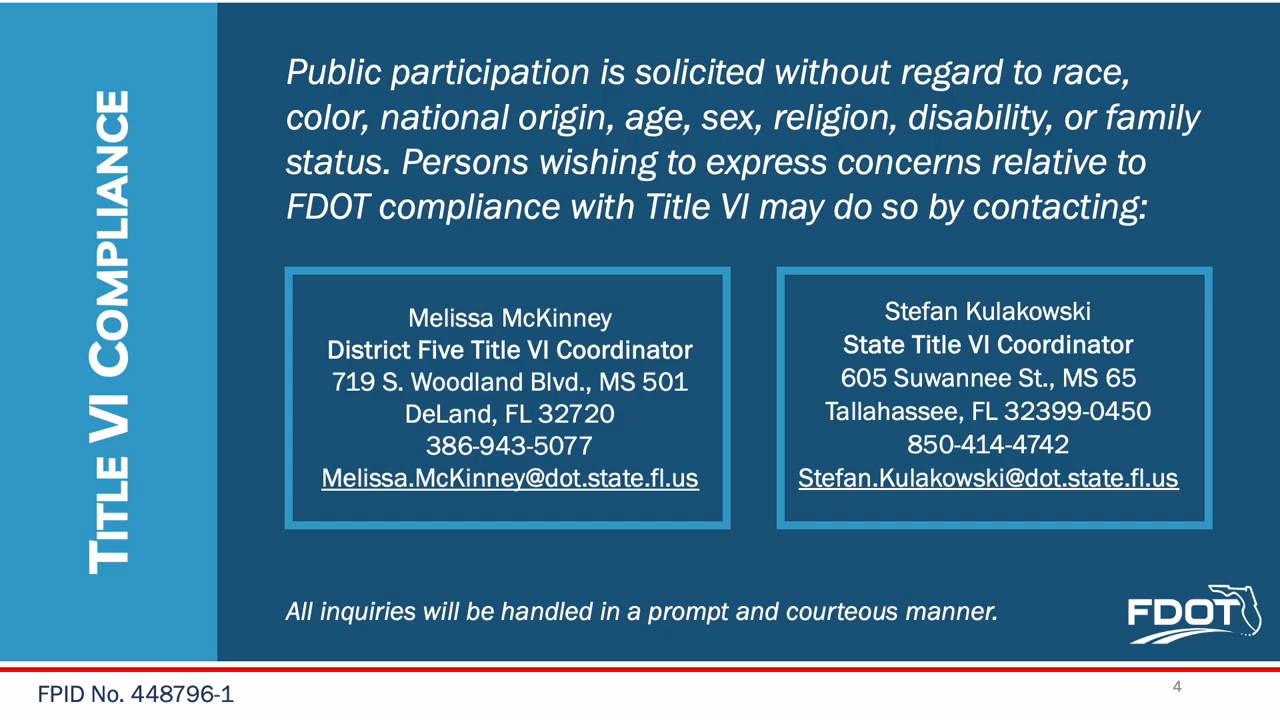 TITLE VI COMPLIANCE
Public participation is solicited without regard to race,
color, national origin, age, sex, religion, disability, or family
status. Persons wishing to express concerns relative to
FDOT compliance with Title VI may do so by contacting:
Melissa McKinney
District Five Title VI Coordinator
719 S. Woodland Blvd., MS 501
DeLand, FL 32720
386-943-5077
Melissa.McKinney@dot.state.fl.us
Stefan Kulakowski
State Title VI Coordinator
605 Suwannee St., MS 65
Tallahassee, FL 32399-0450
850-414-4742
Stefan.Kulakowski@dot.state.fl.us
All inquiries will be handled in a prompt and courteous manner.
FDOT
FPID No. 448796-1
4